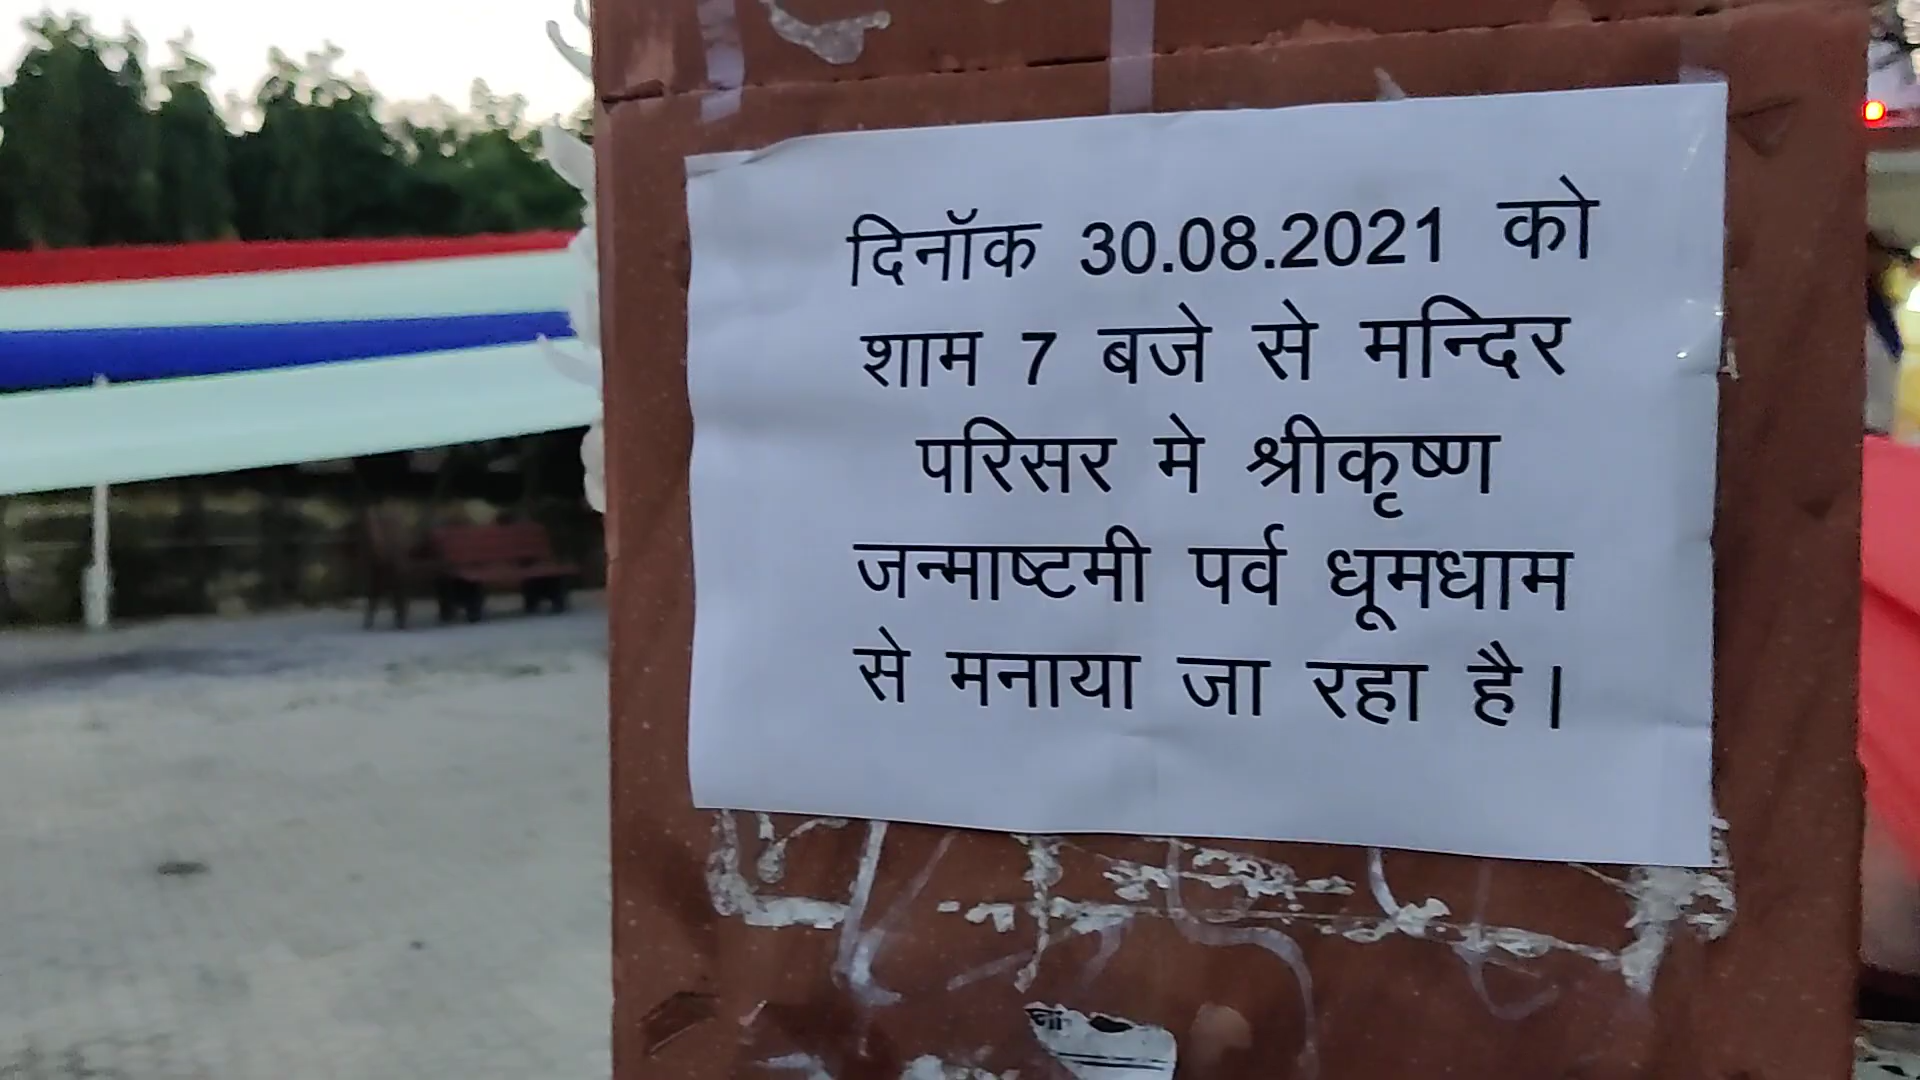 दिनॉक 30.08.2021 को
शाम 7 बजे से मन्दिर
परिसर मे श्रीकृष्ण
जन्माष्टमी पर्व धूमधाम
से मनाया जा रहा है।